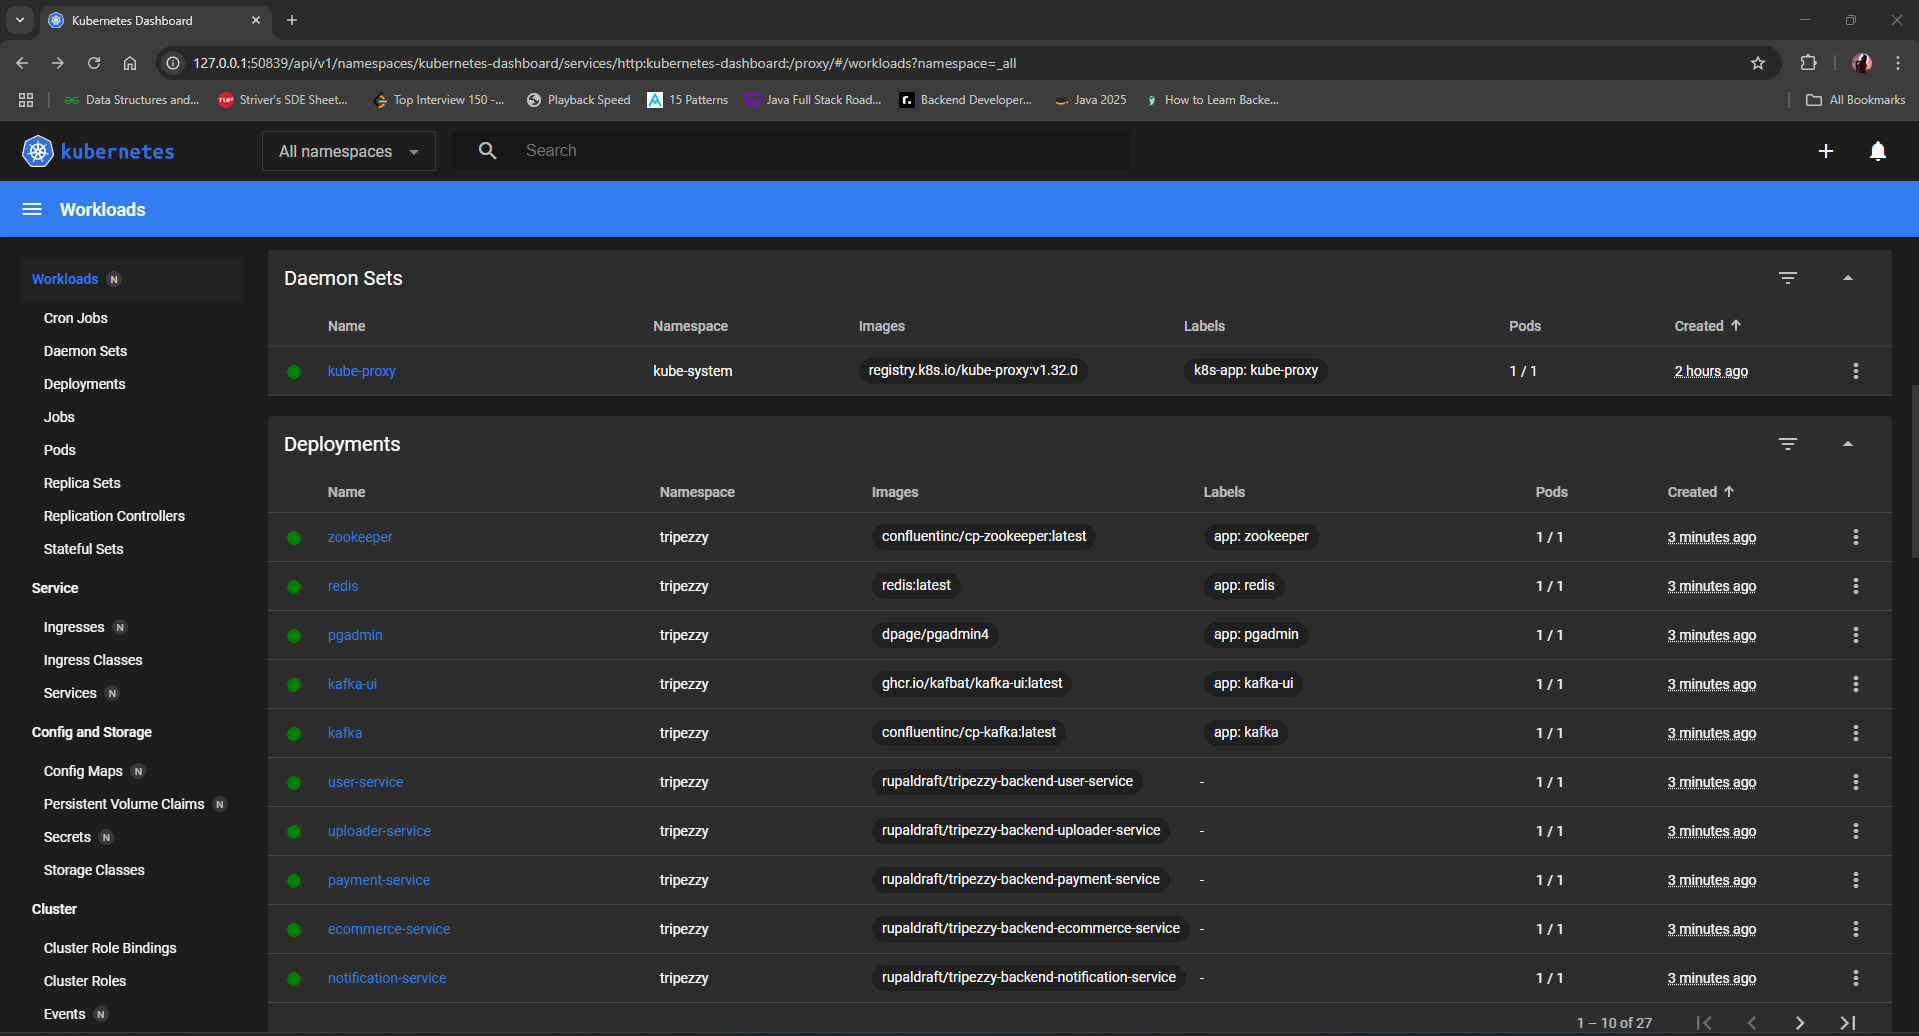 Kubernetes Dashboard
127.0.0.1:50839/api/v1/namespaces/kubernetes-dashboard/services/http:kubernetes-dashboard:/proxy/#/workloads?namespace=_all
Data Structures and... TUF Striver's SDE Sheet... Top Interview 150 -... Playback Speed 15 Patterns Java Full Stack Road... r. Backend Developer... Java 2025 How to Learn Backe... All Bookmarks
kubernetes All namespaces Search
Workloads
Workloads N
Cron Jobs
Daemon Sets
Deployments
Jobs
Pods
Replica Sets
Replication Controllers
Stateful Sets
Service
Ingresses N
Ingress Classes
Services N
Config and Storage
Config Maps N
Persistent Volume Claims N
Secrets N
Storage Classes
Cluster
Cluster Role Bindings
Cluster Roles
Events N
Daemon Sets
Name Namespace Images Labels Pods Created
kube-proxy kube-system registry.k8s.io/kube-proxy:v1.32.0 k8s-app: kube-proxy 1 / 1 2 hours ago
Deployments
Name Namespace Images Labels Pods Created
zookeeper tripezzy confluentinc/cp-zookeeper:latest app: zookeeper 1 / 1 3 minutes ago
redis tripezzy redis:latest app: redis 1 / 1 3 minutes ago
pgadmin tripezzy dpage/pgadmin4 app: pgadmin 1 / 1 3 minutes ago
kafka-ui tripezzy ghcr.io/kafbat/kafka-ui:latest app: kafka-ui 1 / 1 3 minutes ago
kafka tripezzy confluentinc/cp-kafka:latest app: kafka 1 / 1 3 minutes ago
user-service tripezzy rupaldraft/tripezzy-backend-user-service - 1 / 1 3 minutes ago
uploader-service tripezzy rupaldraft/tripezzy-backend-uploader-service - 1 / 1 3 minutes ago
payment-service tripezzy rupaldraft/tripezzy-backend-payment-service - 1 / 1 3 minutes ago
ecommerce-service tripezzy rupaldraft/tripezzy-backend-ecommerce-service - 1 / 1 3 minutes ago
notification-service tripezzy rupaldraft/tripezzy-backend-notification-service - 1 / 1 3 minutes ago
1 – 10 of 27